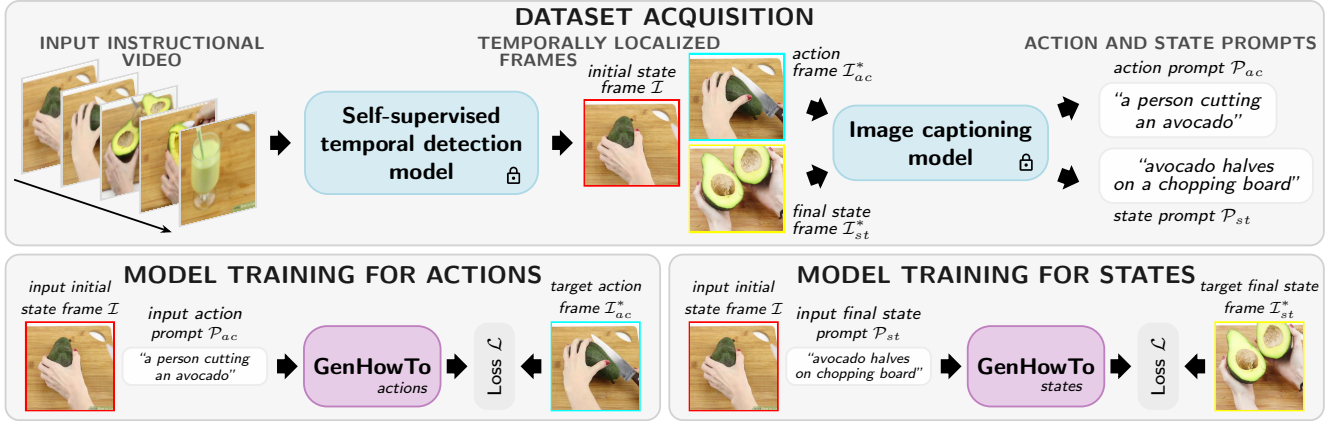 DATASET ACQUISITION
INPUT INSTRUCTIONAL
VIDEO
TEMPORALLY LOCALIZED
FRAMES
ACTION AND STATE PROMPTS
Self-supervised
temporal detection
model
initial state
frame I
action
frame I*ac
final state
frame I*st
Image captioning
model
action prompt Pac
“a person cutting
an avocado”
“avocado halves
on a chopping board”
state prompt Pst
MODEL TRAINING FOR ACTIONS
input initial
state frame I
input action
prompt Pac
“a person cutting
an avocado”
GenHowTo
actions
Loss L
target action
frame I*ac
MODEL TRAINING FOR STATES
input initial
state frame I
input final state
prompt Pst
“avocado halves
on chopping board”
GenHowTo
states
Loss L
target final state
frame I*st